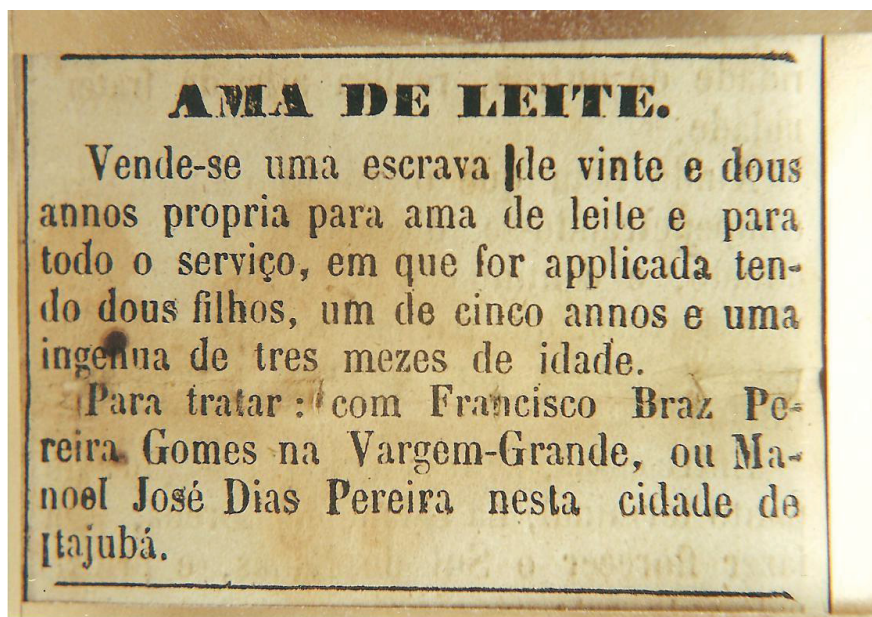 AMA DE LEITE.
Vende-se uma escrava de vinte e dous
annos propria para ama de leite e para
todo o serviço, em que for applicada ten-
do dous filhos, um de cinco annos e uma
ingenua de tres mezes de idade.
Para tratar: com Francisco Braz Pe-
reira Gomes na Vargem-Grande, ou Ma-
noel José Dias Pereira nesta cidade de
Itajubá.